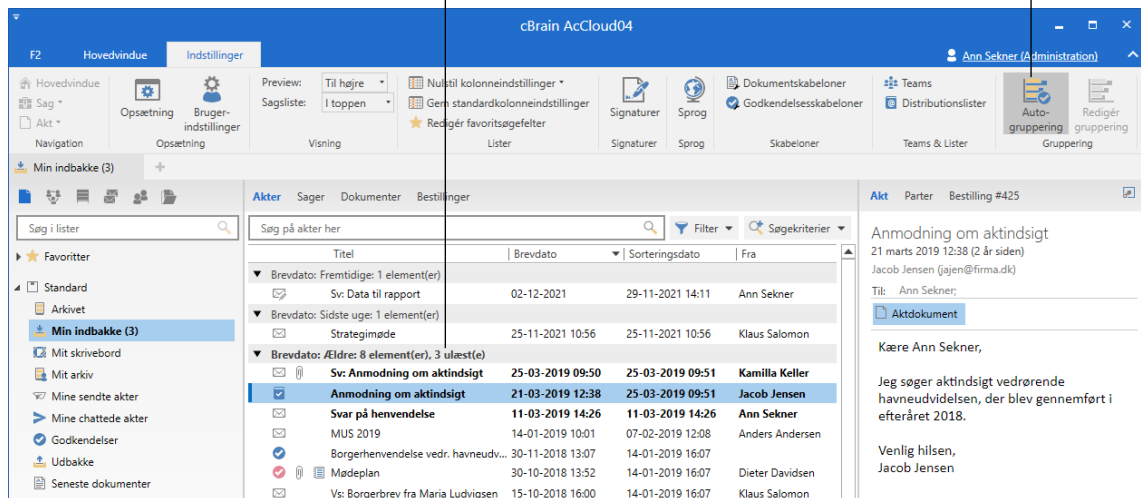 cBrain AcCloud04
F2 Hovedvindue Indstillinger Ann Sekner (Administration)
Hovedvindue
Sag
Akt
Navigation
Opsætning
Bruger-
indstillinger
Opsætning
Preview: Til højre
Sagsliste: I toppen
Visning
Nulstil kolonneindstillinger
Gem standardkolonneindstillinger
Redigér favoritsøgefelter
Lister
Signaturer
Signaturer
Sprog
Sprog
Dokumentskabeloner
Godkendelsesskabeloner
Skabeloner
Teams
Distributionslister
Teams & Lister
Auto-
gruppering
Redigér
gruppering
Gruppering
Min indbakke (3) +
Søg i lister
Favoritter
Standard
Arkivet
Min indbakke (3)
Mit skrivebord
Mit arkiv
Mine sendte akter
Mine chattede akter
Godkendelser
Udbakke
Seneste dokumenter
Akter Sager Dokumenter Bestillinger
Søg på akter her Filter Søgekriterier
Titel Brevdato Sorteringsdato Fra
Brevdato: Fremtidige: 1 element(er)
Sv: Data til rapport 02-12-2021 29-11-2021 14:11 Ann Sekner
Brevdato: Sidste uge: 1 element(er)
Strategimøde 25-11-2021 10:56 25-11-2021 10:56 Klaus Salomon
Brevdato: Ældre: 8 element(er), 3 ulæst(e)
Sv: Anmodning om aktindsigt 25-03-2019 09:50 25-03-2019 09:51 Kamilla Keller
Anmodning om aktindsigt 21-03-2019 12:38 25-03-2019 09:51 Jacob Jensen
Svar på henvendelse 11-03-2019 14:26 11-03-2019 14:26 Ann Sekner
MUS 2019 14-01-2019 10:01 07-02-2019 12:08 Anders Andersen
Borgerhenvendelse vedr. havneudv... 30-11-2018 13:07 14-01-2019 16:07
Mødeplan 30-10-2018 13:52 14-01-2019 16:07 Dieter Davidsen
Vs: Borgerbrev fra Maria Ludvigsen 15-10-2018 16:00 14-01-2019 16:07 Klaus Salomon
Akt Parter Bestilling #425
Anmodning om aktindsigt
21 marts 2019 12:38 (2 år siden)
Jacob Jensen (jajen@firma.dk)
Til: Ann Sekner;
Aktdokument
Kære Ann Sekner,
Jeg søger aktindsigt vedrørende
havneudvidelsen, der blev gennemført i
efteråret 2018.
Venlig hilsen,
Jacob Jensen